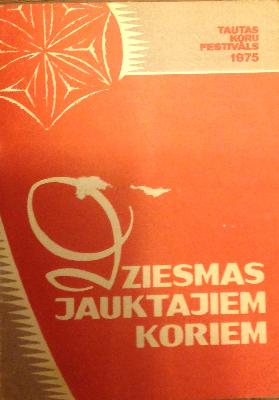 TAUTAS
KORU
FESTIVĀLS
1975
DZIESMAS
JAUKTAJIEM
KORIEM